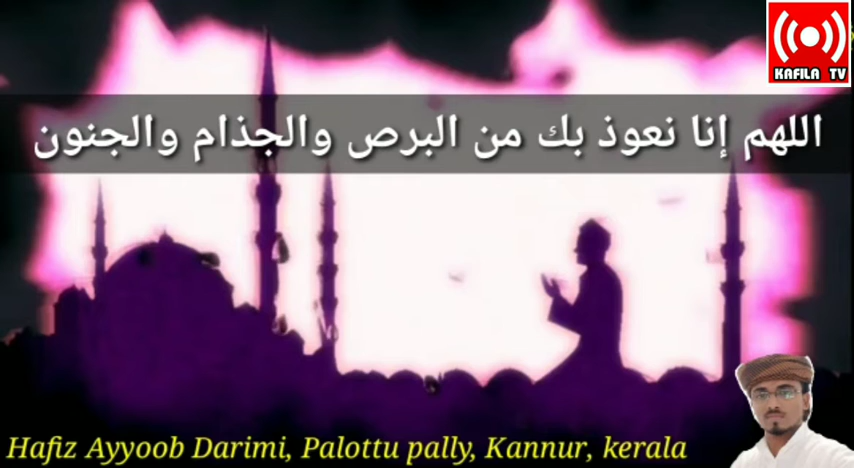 KAFILA TV
اللهم إنا نعوذ بك من البرص والجذام والجنون
Hafiz Ayyoob Darimi, Palottu pally, Kannur, kerala